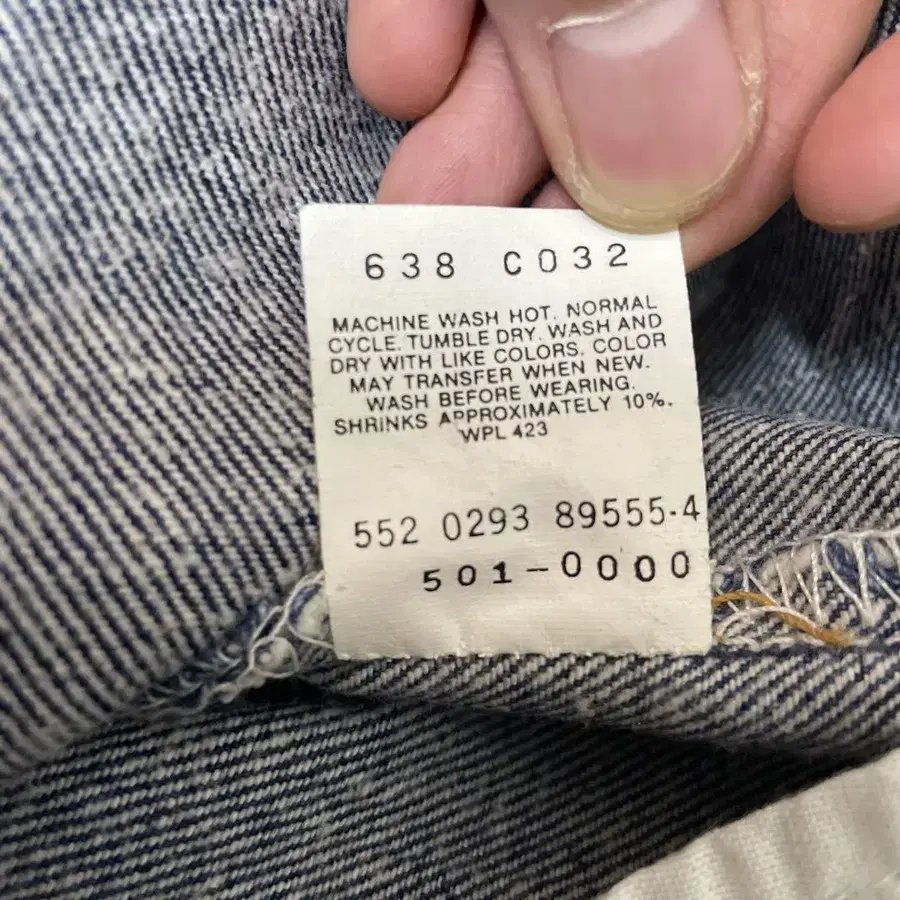 638 C032
MACHINE WASH HOT. NORMAL
CYCLE. TUMBLE DRY. WASH AND
DRY WITH LIKE COLORS. COLOR
MAY TRANSFER WHEN NEW.
WASH BEFORE WEARING.
SHRINKS APPROXIMATELY 10%.
WPL 423
552 0293 89555-4
501-0000